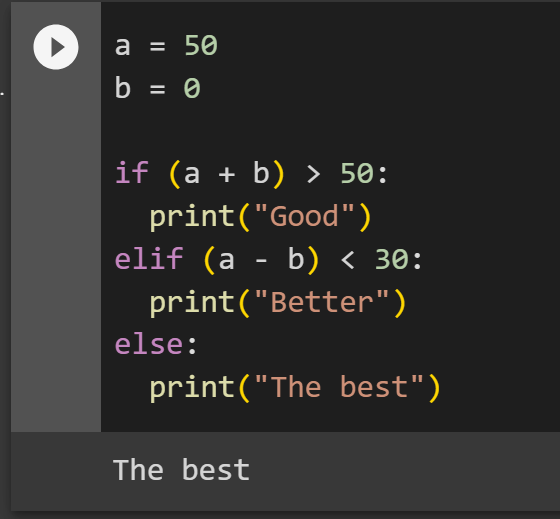 a = 50
b = 0
if (a + b) > 50:
  print("Good")
elif (a - b) < 30:
  print("Better")
else:
  print("The best")
The best